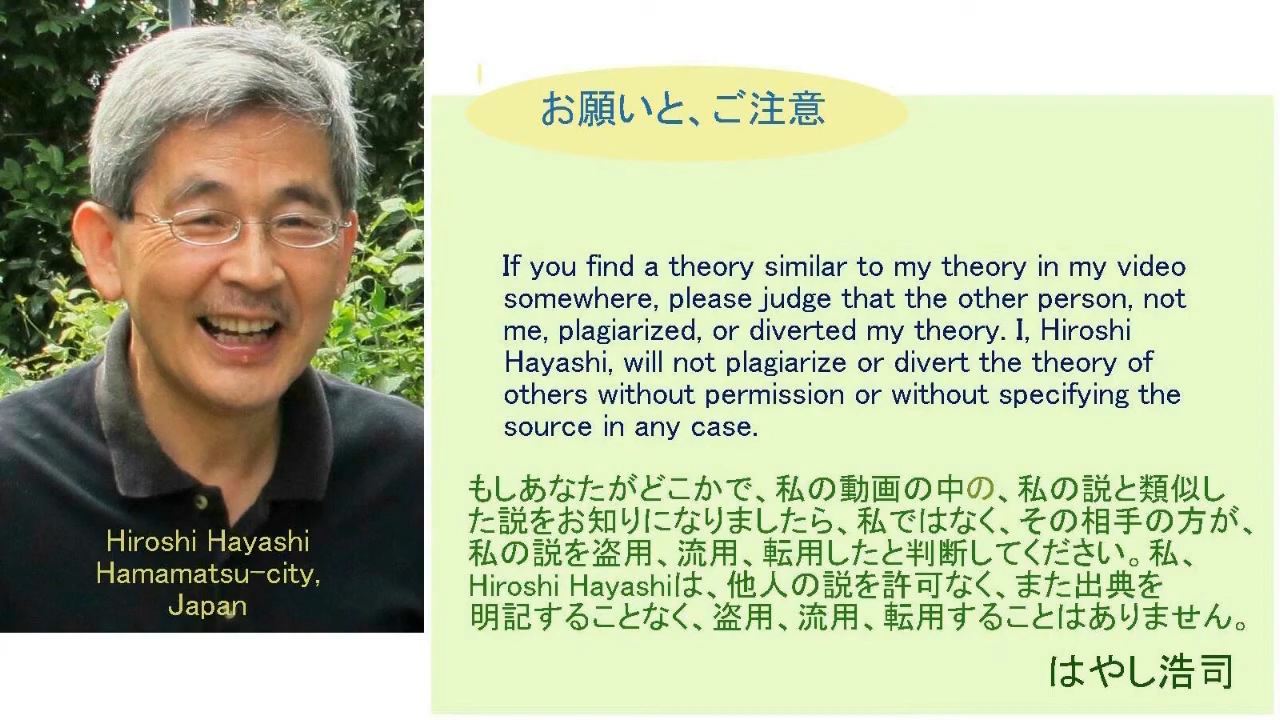 お願いと、ご注意
If you find a theory similar to my theory in my video
somewhere, please judge that the other person, not
me, plagiarized, or diverted my theory. I, Hiroshi
Hayashi, will not plagiarize or divert the theory of
others without permission or without specifying the
source in any case.
もしあなたがどこかで、私の動画の中の、私の説と類似し
た説をお知りになりましたら、私ではなく、その相手の方が、
私の説を盗用、流用、転用したと判断してください。私、
Hiroshi Hayashiは、他人の説を許可なく、また出典を
明記することなく、盗用、流用、転用することはありません。
はやし浩司
Hiroshi Hayashi
Hamamatsu-city,
Japan